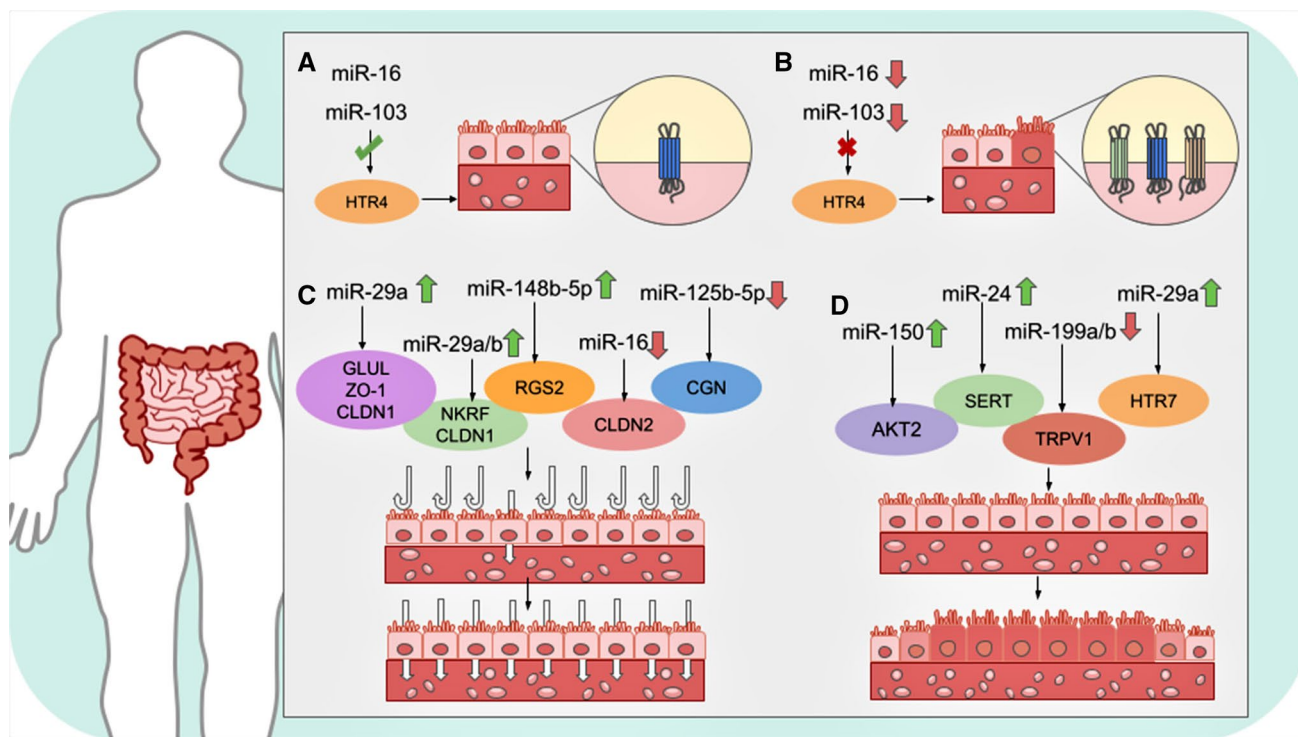 A
miR-16
miR-103
HTR4
B
miR-16
miR-103
HTR4
C
miR-29a
miR-148b-5p
miR-125b-5p
miR-29a/b
miR-16
GLUL
ZO-1
CLDN1
NKRF
CLDN1
RGS2
CLDN2
CGN
D
miR-24
miR-29a
miR-150
miR-199a/b
AKT2
SERT
TRPV1
HTR7